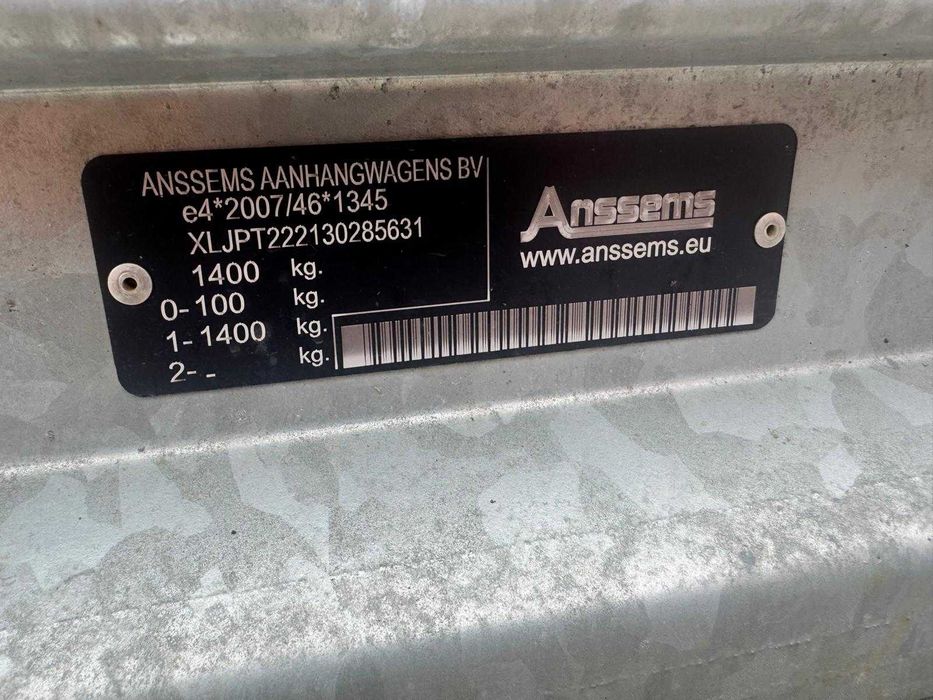 ANSSEMS AANHANGWAGENS BV
e4*2007/46*1345
XLJPT222130285631
1400 kg.
0- 100 kg.
1- 1400 kg.
2- - kg.
Anssems
www.anssems.eu